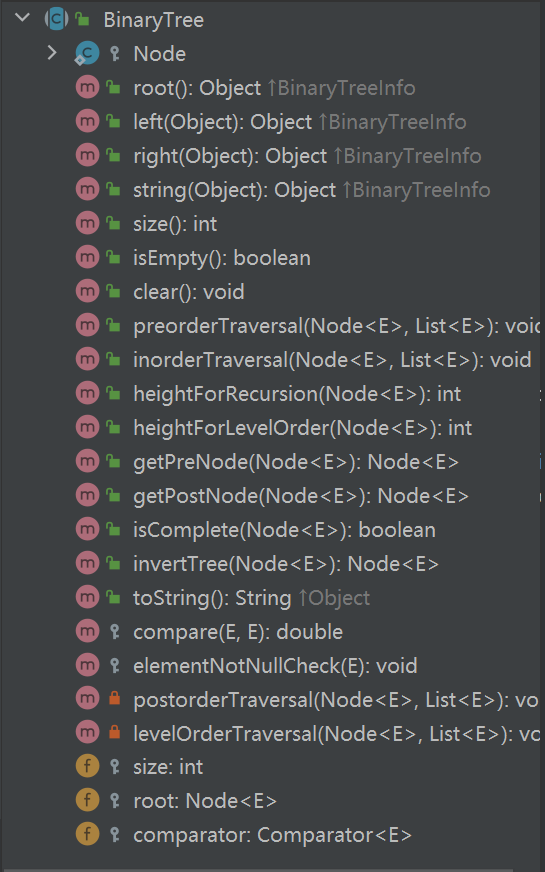 BinaryTree
Node
root(): Object ↑BinaryTreeInfo
left(Object): Object ↑BinaryTreeInfo
right(Object): Object ↑BinaryTreeInfo
string(Object): Object ↑BinaryTreeInfo
size(): int
isEmpty(): boolean
clear(): void
preorderTraversal(Node<E>, List<E>): void
inorderTraversal(Node<E>, List<E>): void
heightForRecursion(Node<E>): int
heightForLevelOrder(Node<E>): int
getPreNode(Node<E>): Node<E>
getPostNode(Node<E>): Node<E>
isComplete(Node<E>): boolean
invertTree(Node<E>): Node<E>
toString(): String ↑Object
compare(E, E): double
elementNotNullCheck(E): void
postorderTraversal(Node<E>, List<E>): vo
levelOrderTraversal(Node<E>, List<E>): vo
size: int
root: Node<E>
comparator: Comparator<E>